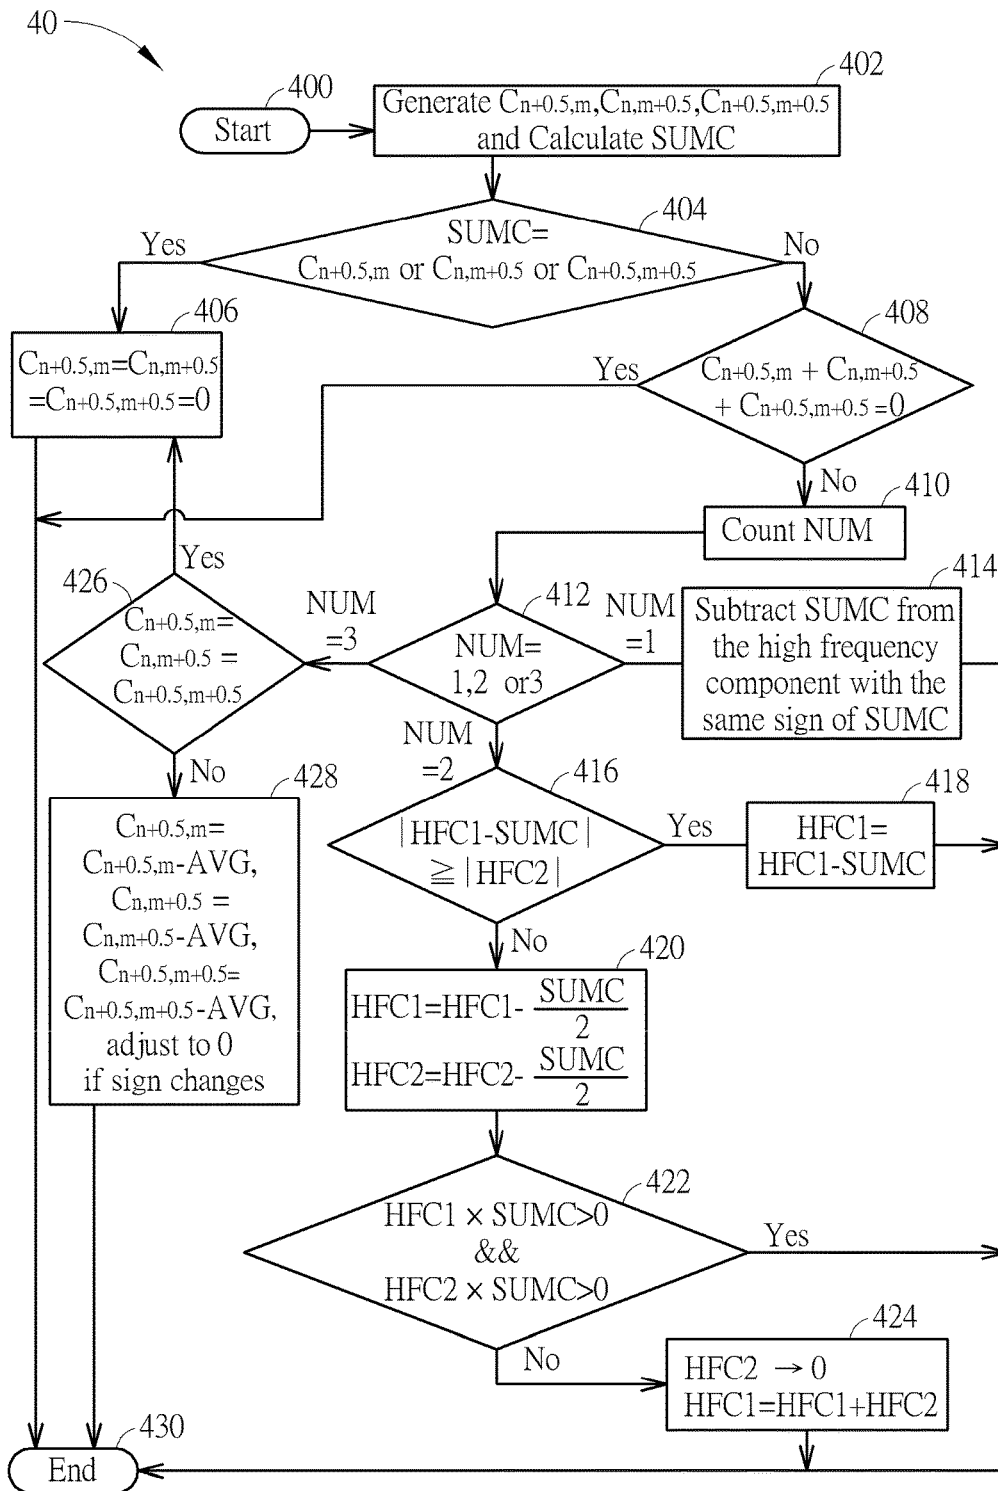 40
400
Start
402
Generate Cn+0.5,m,Cn,m+0.5,Cn+0.5,m+0.5
and Calculate SUMC
404
SUMC=
Cn+0.5,m or Cn,m+0.5 or Cn+0.5,m+0.5
Yes
No
406
Cn+0.5,m=Cn,m+0.5
=Cn+0.5,m+0.5=0
408
Cn+0.5,m + Cn,m+0.5
+ Cn+0.5,m+0.5=0
Yes
No
410
Count NUM
412
NUM=
1,2 or3
NUM
=1
414
Subtract SUMC from
the high frequency
component with the
same sign of SUMC
NUM
=3
426
Cn+0.5,m=
Cn,m+0.5 =
Cn+0.5,m+0.5
Yes
No
428
Cn+0.5,m=
Cn+0.5,m-AVG,
Cn,m+0.5 =
Cn,m+0.5-AVG,
Cn+0.5,m+0.5=
Cn+0.5,m+0.5-AVG,
adjust to 0
if sign changes
NUM
=2
416
|HFC1-SUMC|
≧|HFC2|
Yes
418
HFC1=
HFC1-SUMC
No
420
HFC1=HFC1- SUMC
2
HFC2=HFC2- SUMC
2
422
HFC1 × SUMC>0
&&
HFC2 × SUMC>0
Yes
No
424
HFC2 → 0
HFC1=HFC1+HFC2
430
End